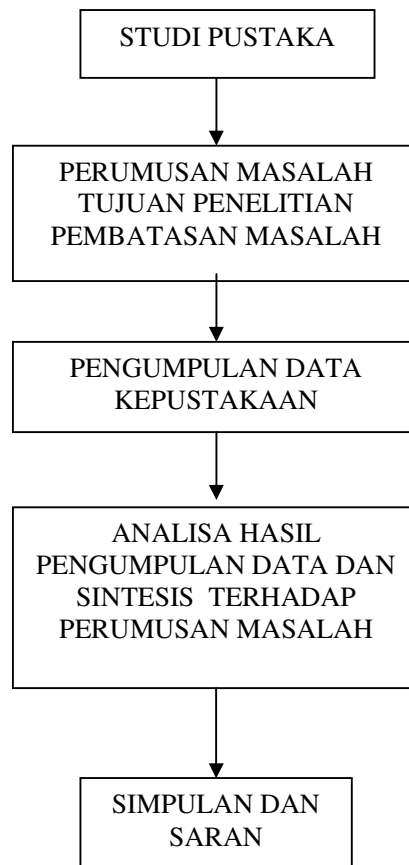 STUDI PUSTAKA
PERUMUSAN MASALAH
TUJUAN PENELITIAN
PEMBATASAN MASALAH
PENGUMPULAN DATA
KEPUSTAKAAN
ANALISA HASIL
PENGUMPULAN DATA DAN
SINTESIS TERHADAP
PERUMUSAN MASALAH
SIMPULAN DAN
SARAN